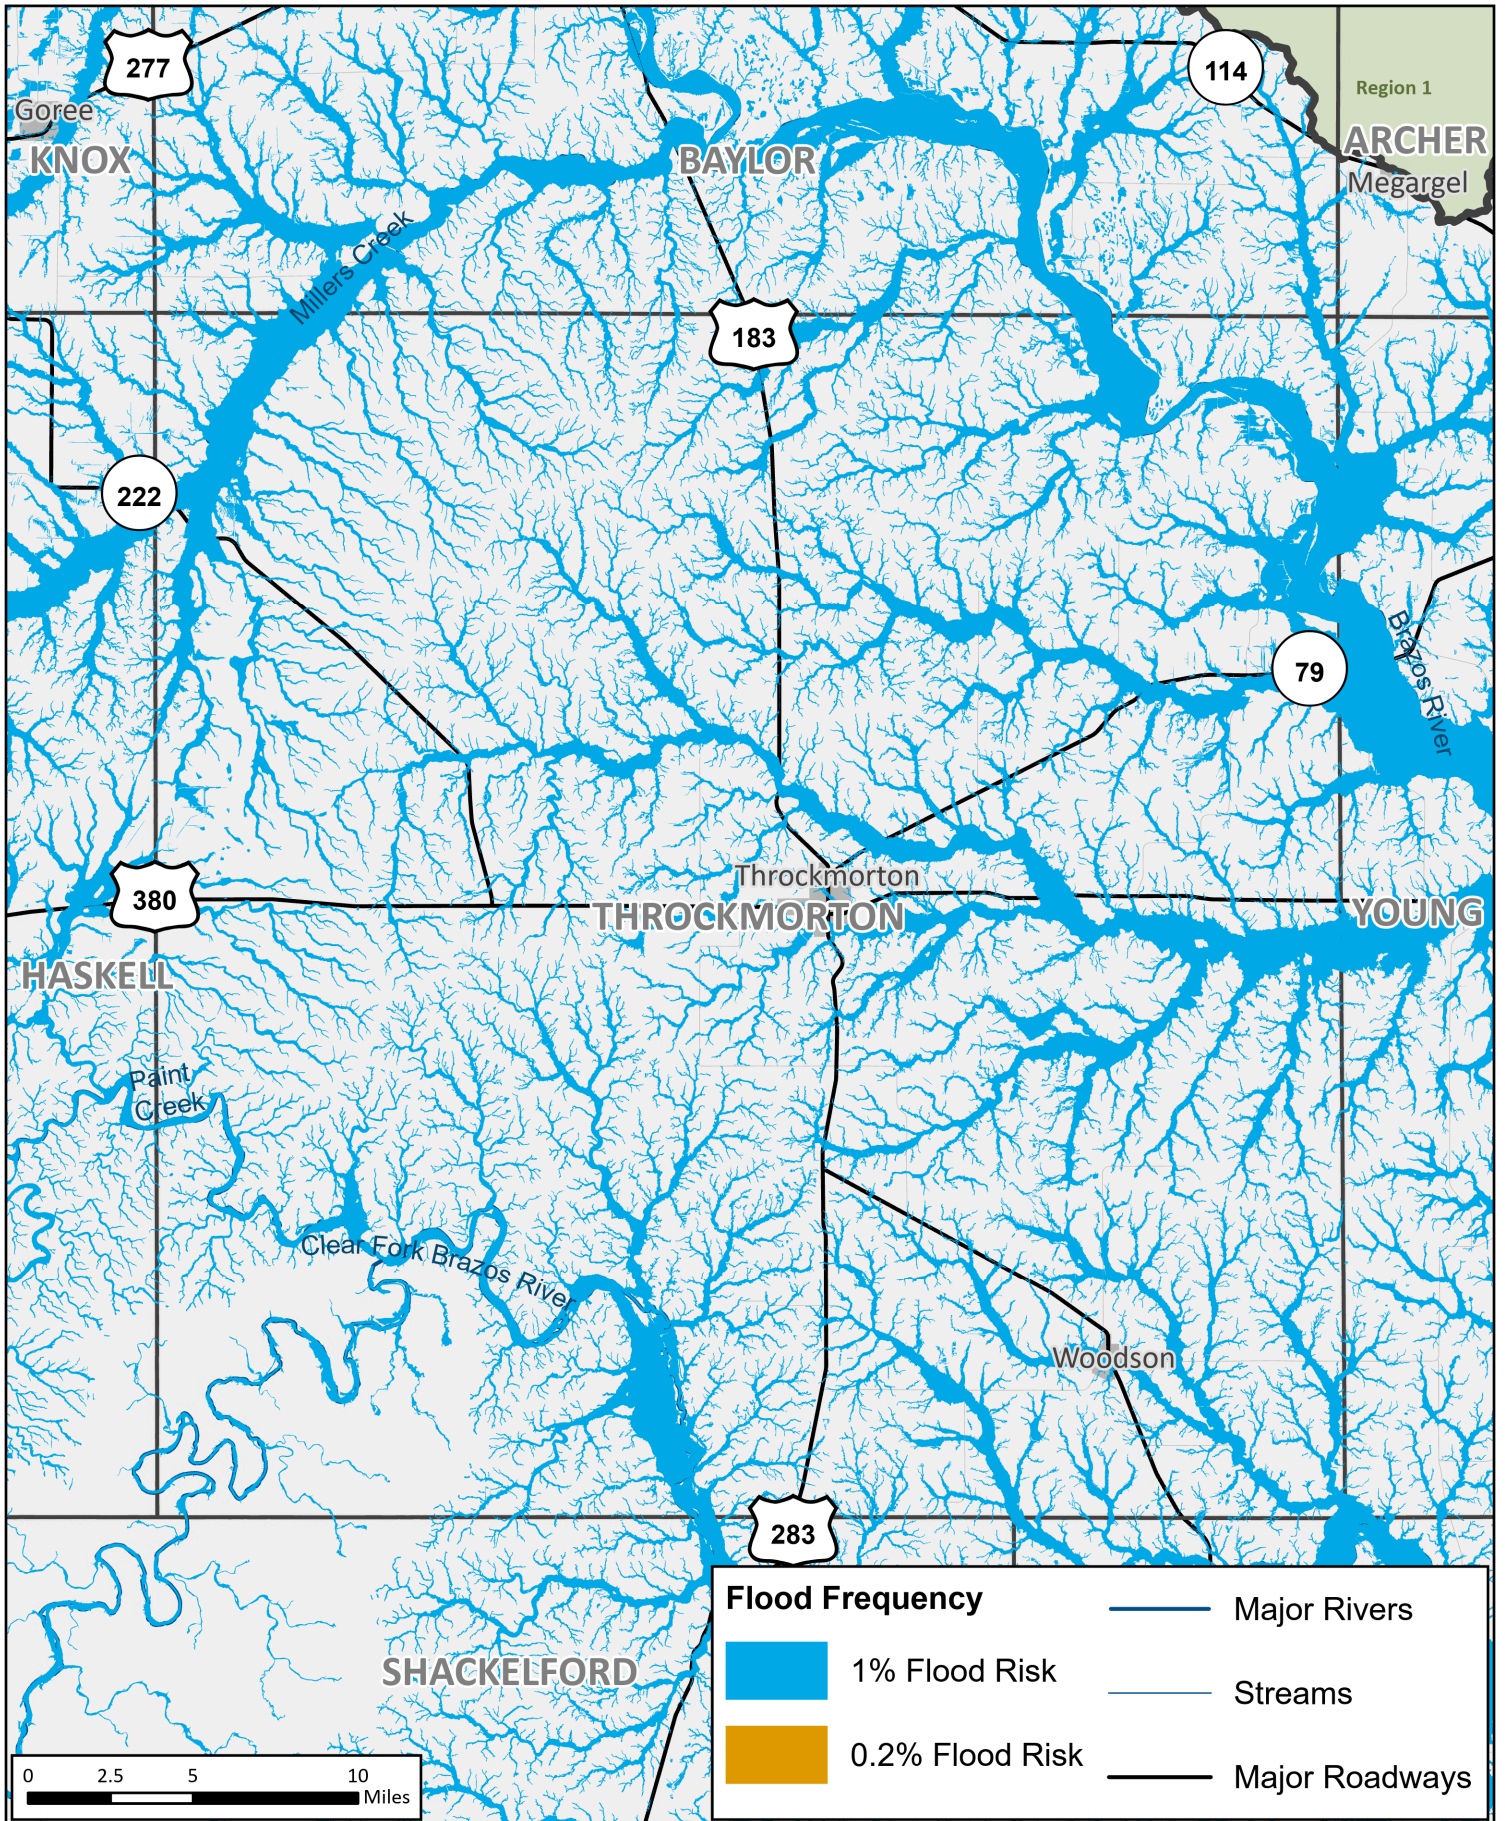 277
114
Region 1
Goree
KNOX
BAYLOR
ARCHER
Megargel
Millers Creek
183
222
Brazos River
79
Throckmorton
380
THROCKMORTON
YOUNG
HASKELL
Paint
Creek
Clear Fork Brazos River
Woodson
283
SHACKELFORD
Flood Frequency
1% Flood Risk
0.2% Flood Risk
Major Rivers
Streams
Major Roadways
0 2.5 5 10
Miles